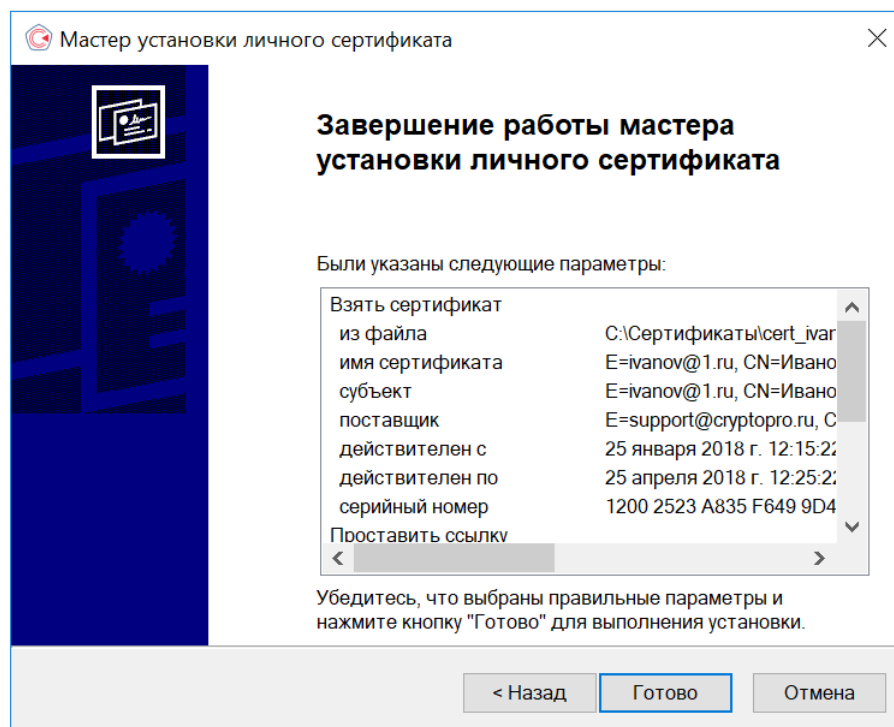 Мастер установки личного сертификата
Завершение работы мастера
установки личного сертификата
Были указаны следующие параметры:
Взять сертификат
из файла C:\Сертификаты\cert_ivar
имя сертификата E=ivanov@1.ru, CN=Ивано
субъект E=ivanov@1.ru, CN=Ивано
поставщик E=support@cryptopro.ru, C
действителен с 25 января 2018 г. 12:15:22
действителен по 25 апреля 2018 г. 12:25:22
серийный номер 1200 2523 A835 F649 9D4
Проставить ссылку
Убедитесь, что выбраны правильные параметры и
нажмите кнопку "Готово" для выполнения установки.
< Назад Готово Отмена